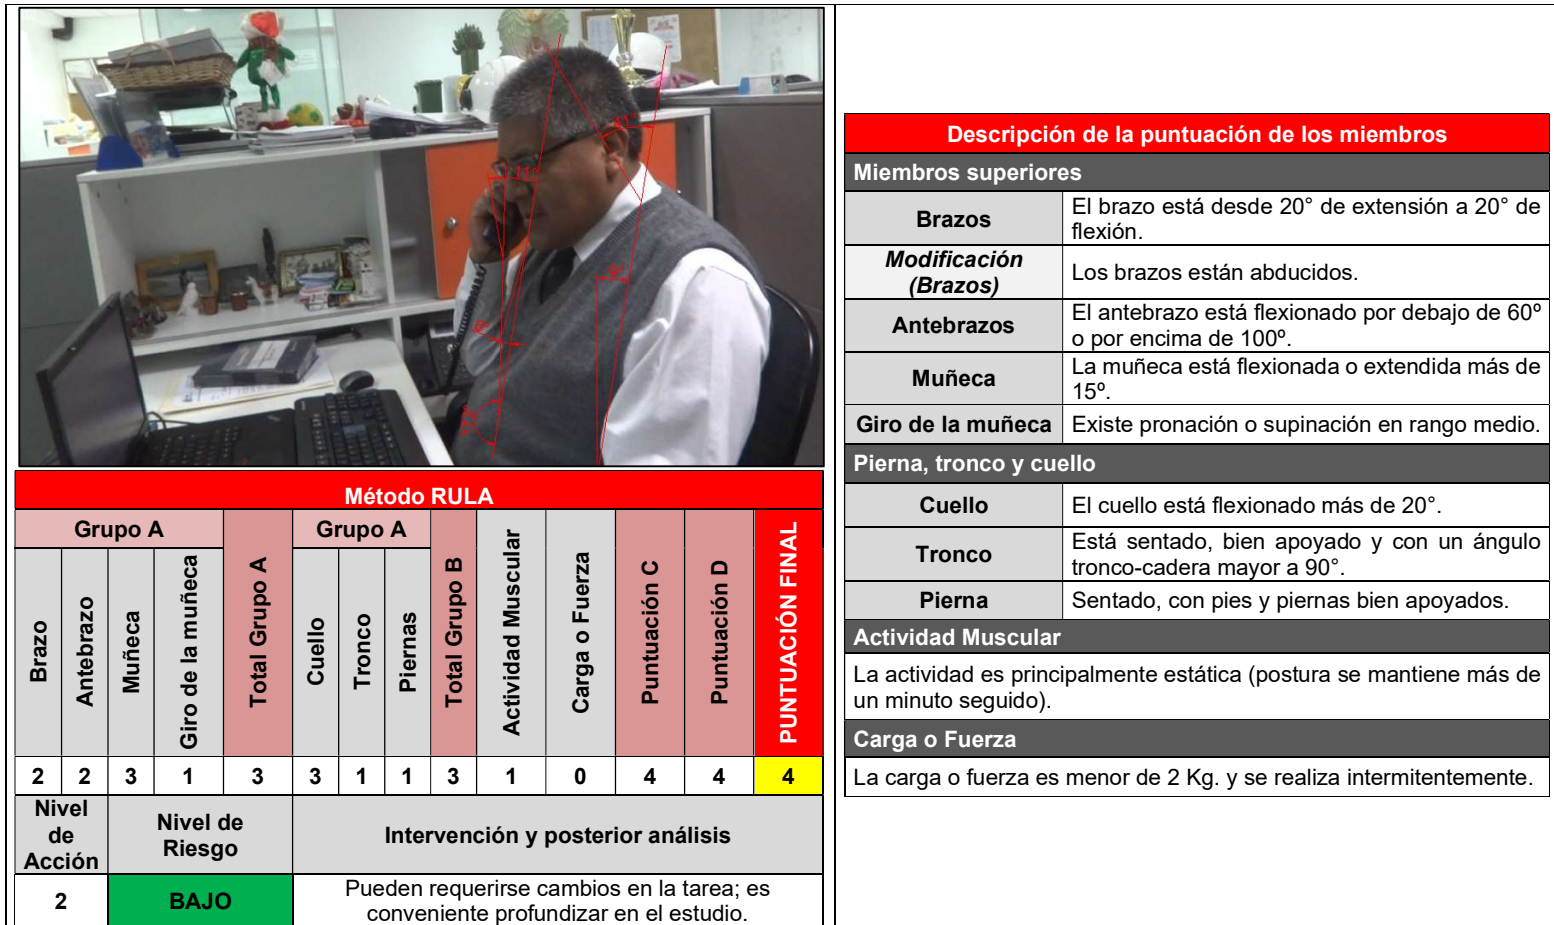 41°
11°
9°
8°
Método RULA
Grupo A
Grupo A
Brazo
Antebrazo
Muñeca
Giro de la muñeca
Total Grupo A
Cuello
Tronco
Piernas
Total Grupo B
Actividad Muscular
Carga o Fuerza
Puntuación C
Puntuación D
PUNTUACIÓN FINAL
2 2 3 1 3 3 1 1 3 1 0 4 4 4
Nivel
de
Acción
Nivel de
Riesgo
Intervención y posterior análisis
2
BAJO
Pueden requerirse cambios en la tarea; es
conveniente profundizar en el estudio.
Descripción de la puntuación de los miembros
Miembros superiores
Brazos
El brazo está desde 20° de extensión a 20° de
flexión.
Modificación
(Brazos)
Los brazos están abducidos.
Antebrazos
El antebrazo está flexionado por debajo de 60º
o por encima de 100º.
Muñeca
La muñeca está flexionada o extendida más de
15º.
Giro de la muñeca
Existe pronación o supinación en rango medio.
Pierna, tronco y cuello
Cuello
El cuello está flexionado más de 20°.
Tronco
Está sentado, bien apoyado y con un ángulo
tronco-cadera mayor a 90°.
Pierna
Sentado, con pies y piernas bien apoyados.
Actividad Muscular
La actividad es principalmente estática (postura se mantiene más de
un minuto seguido).
Carga o Fuerza
La carga o fuerza es menor de 2 Kg. y se realiza intermitentemente.